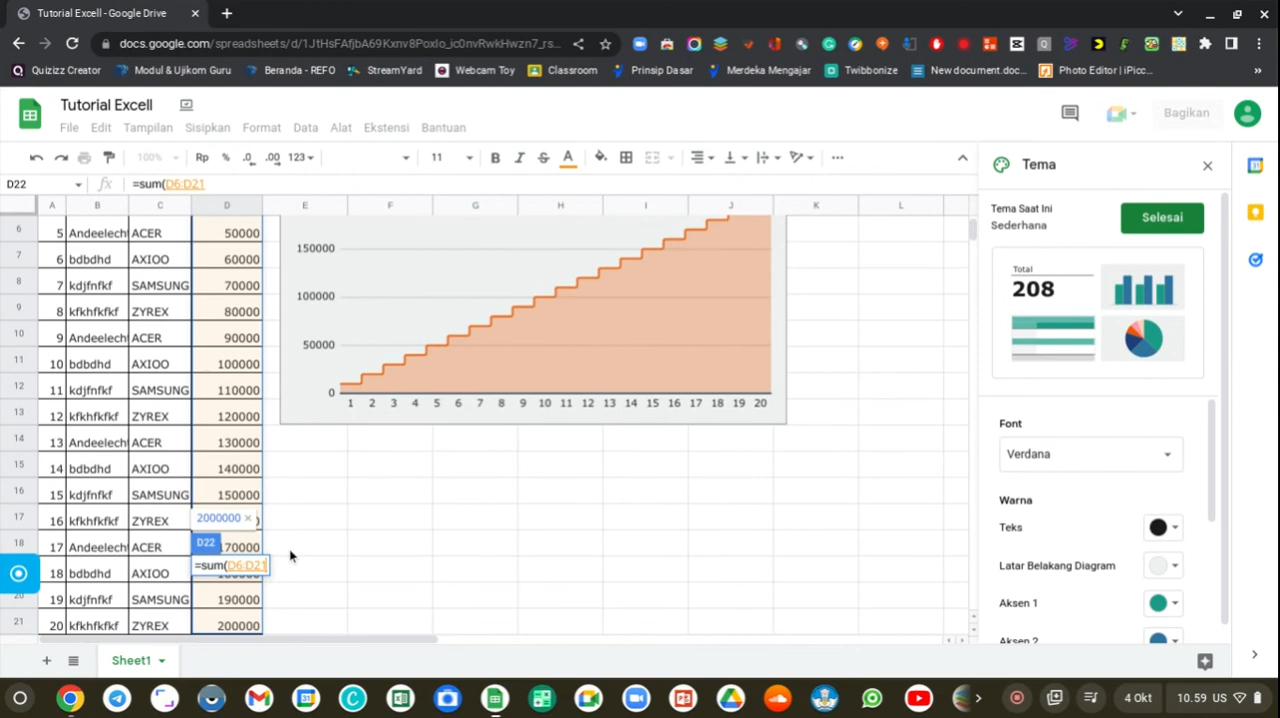 Tutorial Excell - Google Drive
docs.google.com/spreadsheets/d/1JtHsFAfjbA69Kxnv8PoxIo_ic0nvRwkHwzn7_rs...
Quizizz Creator Modul & Ujikom Guru Beranda - REFO StreamYard Webcam Toy Classroom Prinsip Dasar Merdeka Mengajar Twibbonize New document.doc... Photo Editor | iPicc...
Tutorial Excell
Bagikan
File Edit Tampilan Sisipkan Format Data Alat Ekstensi Bantuan
100% Rp % .0 .00 123 11 B I S A
D22 fx =sum(D6:D21
A B C D E F G H I J K L
6 5 Andeelecht ACER 50000
7 6 bdbdhd AXIOO 60000
8 7 kdjfnfkf SAMSUNG 70000
9 8 kfkhfkfkf ZYREX 80000
10 9 Andeelecht ACER 90000
11 10 bdbdhd AXIOO 100000
12 11 kdjfnfkf SAMSUNG 110000
13 12 kfkhfkfkf ZYREX 120000
14 13 Andeelecht ACER 130000
15 14 bdbdhd AXIOO 140000
16 15 kdjfnfkf SAMSUNG 150000
17 16 kfkhfkfkf ZYREX 2000000 ×
18 17 Andeelecht ACER D22 170000
18 bdbdhd AXIOO =sum(D6:D21
20 19 kdjfnfkf SAMSUNG 190000
21 20 kfkhfkfkf ZYREX 200000
150000
100000
50000
0
1 2 3 4 5 6 7 8 9 10 11 12 13 14 15 16 17 18 19 20
Tema
Tema Saat Ini
Sederhana
Selesai
Total
208
Font
Verdana
Warna
Teks
Latar Belakang Diagram
Aksen 1
Aksen 2
Sheet1
4 Okt 10.59 US